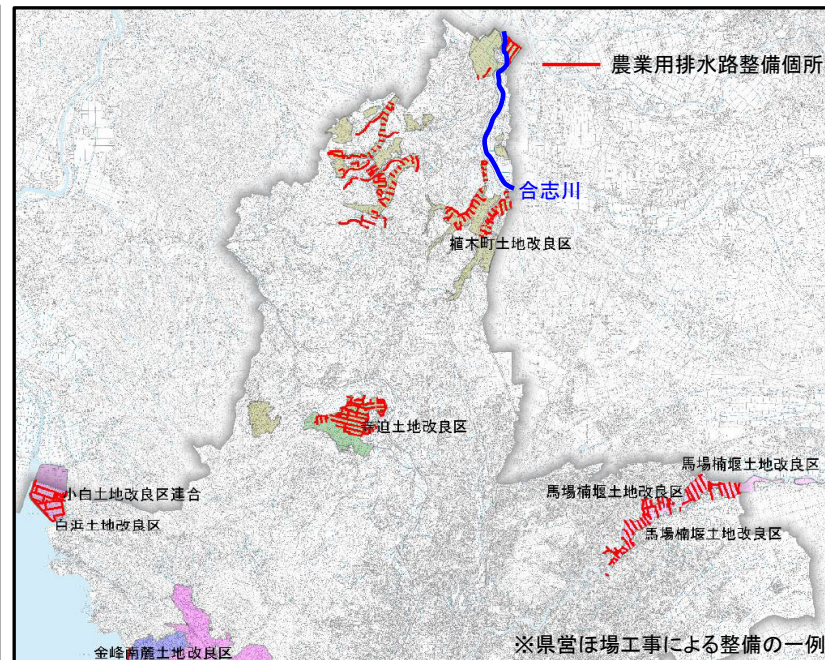 農業用排水路整備個所
合志川
植木町土地改良区
迫土地改良区
馬場楠堰土地改良区
馬場楠堰土地改良区
小白土地改良区連合
白浜土地改良区
馬場楠堰土地改良区
※県営ほ場工事による整備の一例
金峰南麓土地改良区